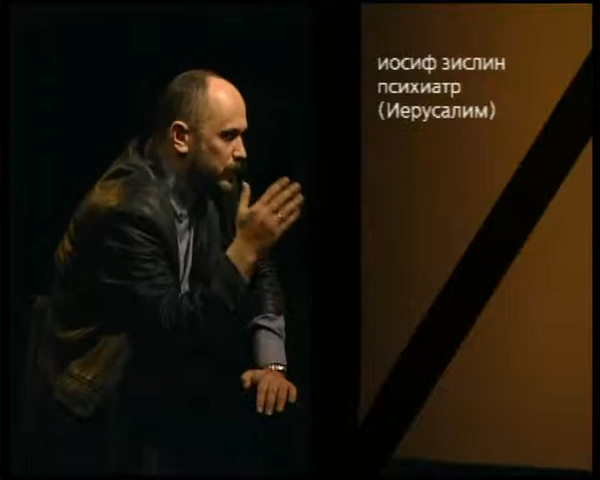 иосиф зислин
психиатр
(Иерусалим)